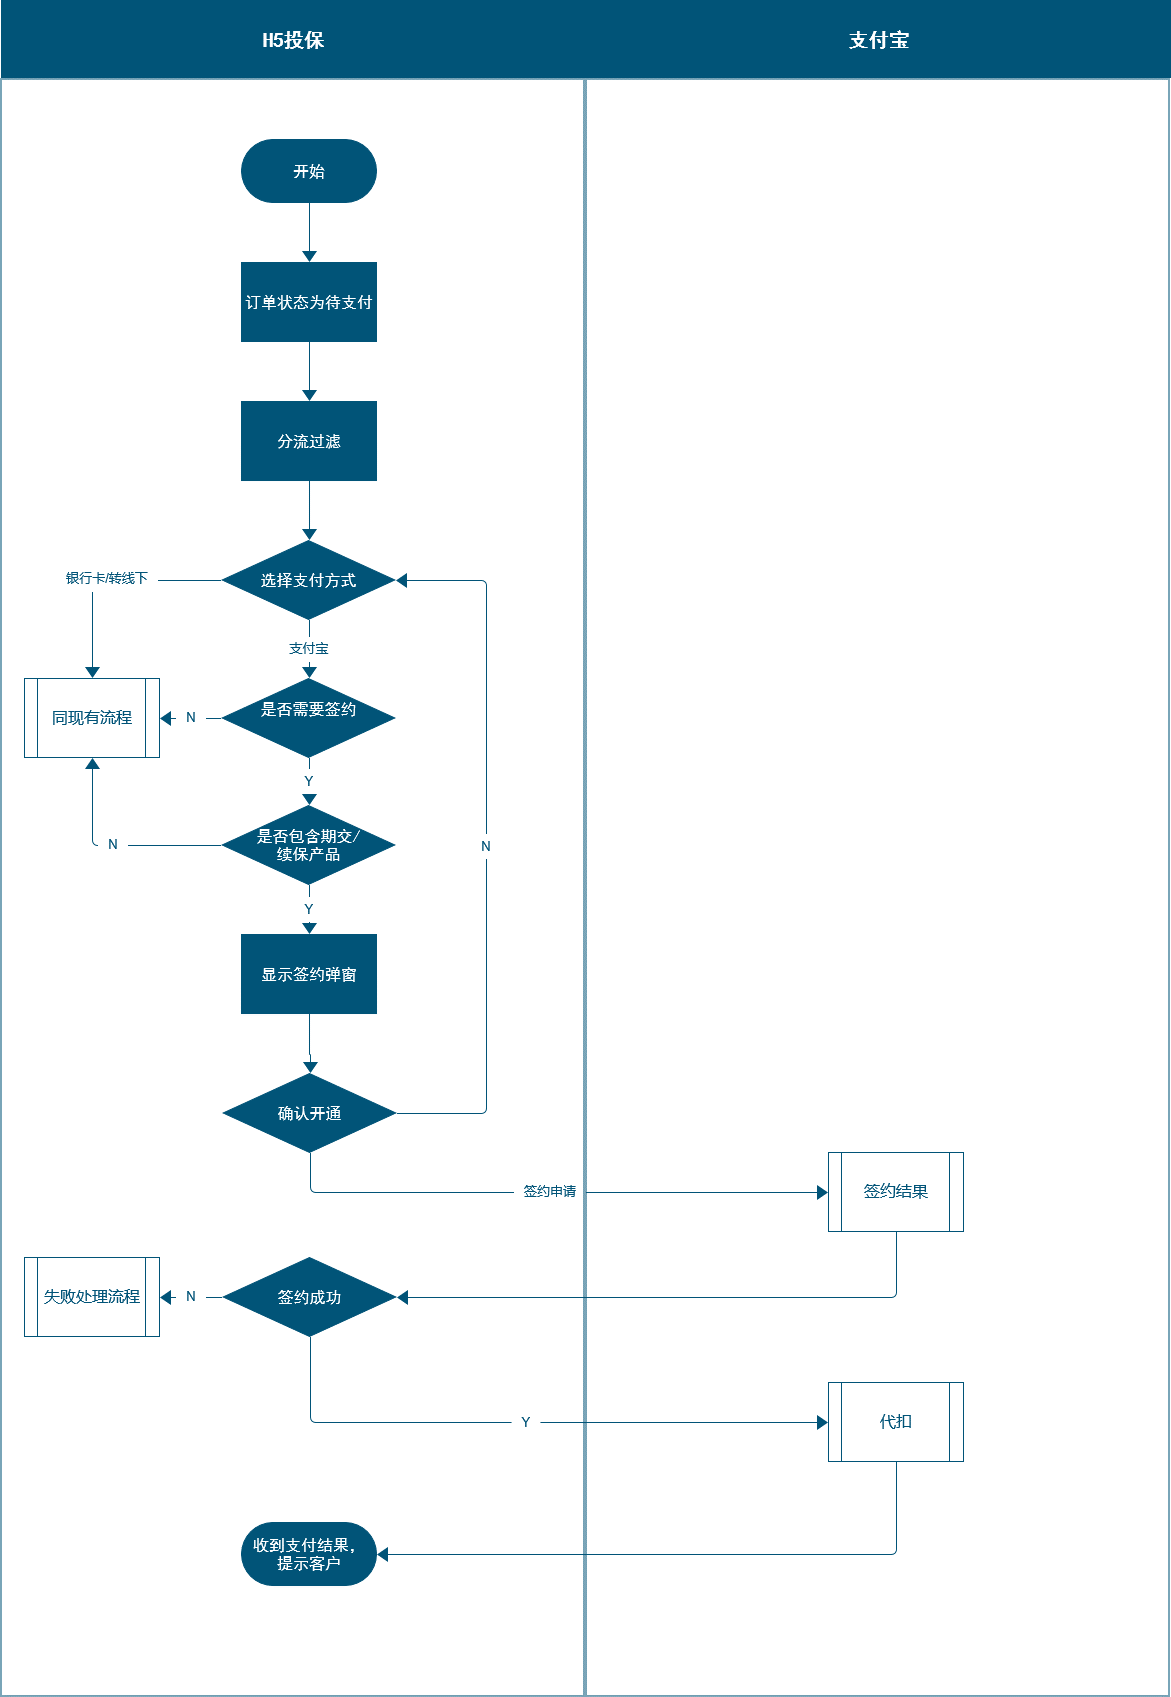 H5投保
支付宝
开始
订单状态为待支付
分流过滤
选择支付方式
银行卡/转线下
支付宝
是否需要签约
N
同现有流程
Y
是否包含期交/
续保产品
N
N
Y
显示签约弹窗
确认开通
签约申请
签约结果
失败处理流程
N
签约成功
Y
代扣
收到支付结果，
提示客户